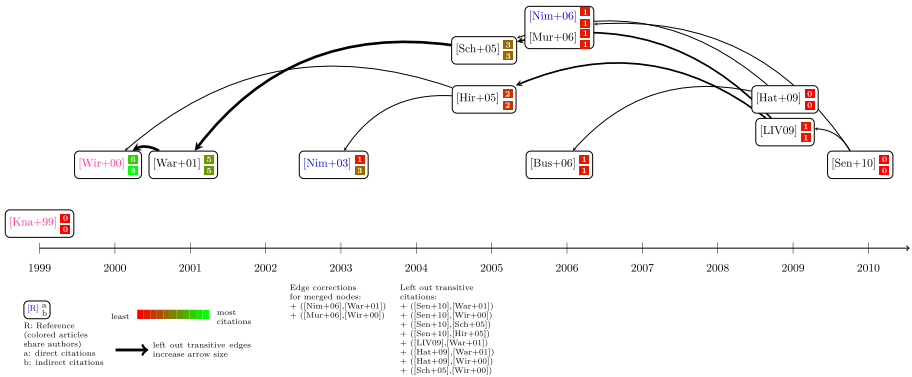 [Nim+06] 1
1
[Mur+06] 1
1
[Sch+05] 3
3
[Hir+05] 2
2
[Hat+09] 0
0
[LIV09] 1
1
[Wir+00] 6
8
[War+01] 5
5
[Nim+03] 1
3
[Bus+06] 1
1
[Sen+10] 0
0
[Kna+99] 0
0
1999 2000 2001 2002 2003 2004 2005 2006 2007 2008 2009 2010
[R] a
b
R: Reference
(colored articles
share authors)
a: direct citations
b: indirect citations
least
most
citations
left out transitive edges
increase arrow size
Edge corrections
for merged nodes:
+ ([Nim+06],[War+01])
+ ([Mur+06],[Wir+00])
Left out transitive
citations:
+ ([Sen+10],[War+01])
+ ([Sen+10],[Wir+00])
+ ([Sen+10],[Sch+05])
+ ([Sen+10],[Hir+05])
+ ([LIV09],[War+01])
+ ([Hat+09],[War+01])
+ ([Hat+09],[Wir+00])
+ ([Sch+05],[Wir+00])